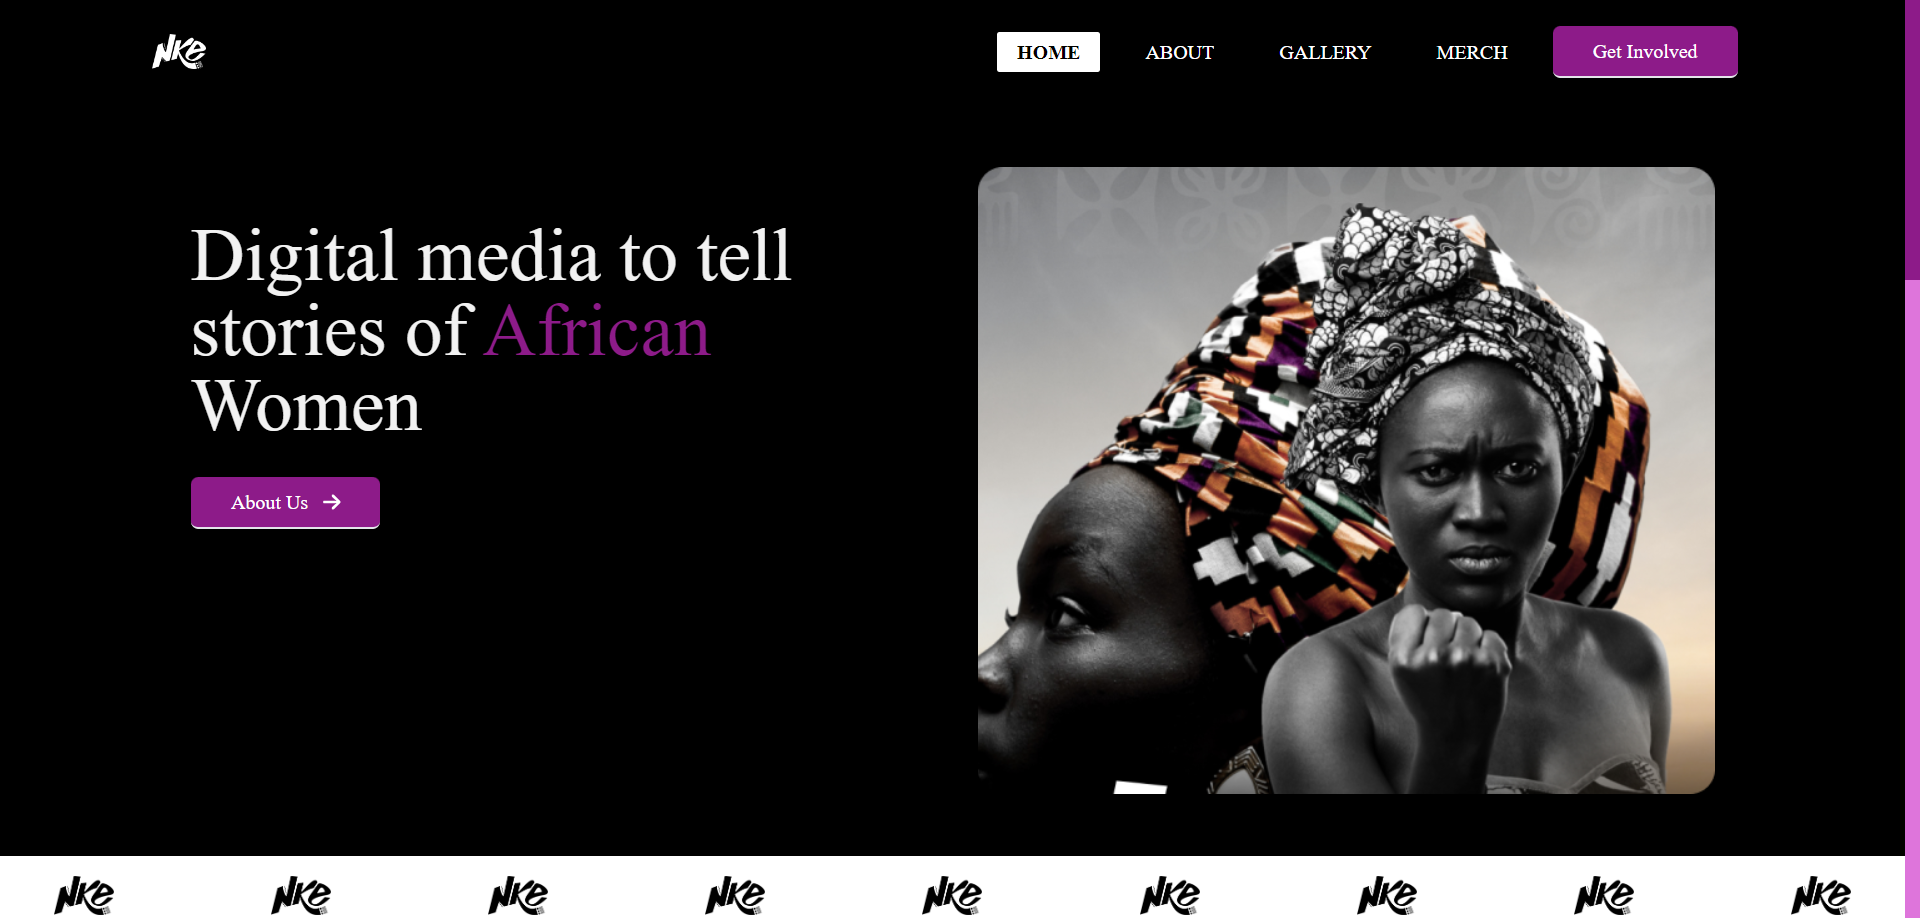 NKe
HOME ABOUT GALLERY MERCH Get Involved
Digital media to tell
stories of African
Women
About Us
NKe NKe NKe NKe NKe NKe NKe NKe NKe